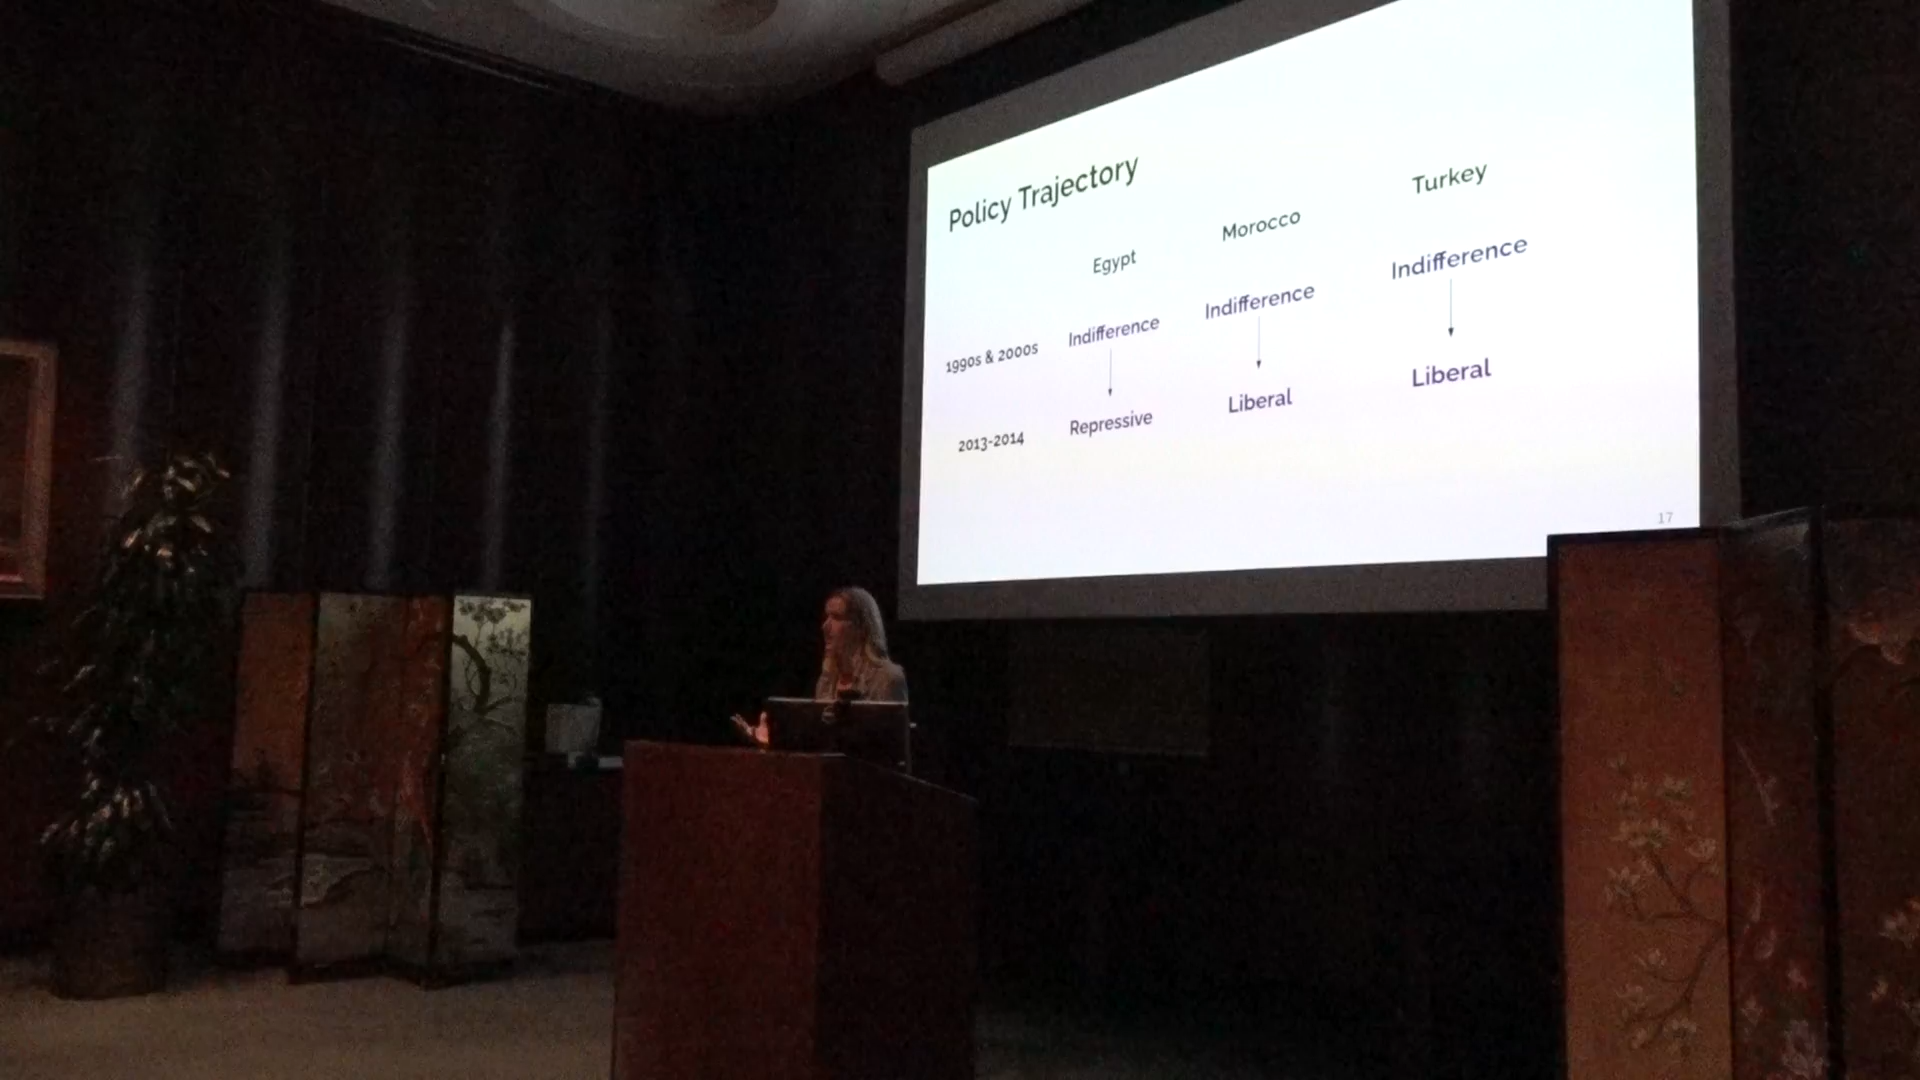 Policy Trajectory
Egypt Morocco Turkey
1990s & 2000s Indifference Indifference Indifference
2013-2014 Repressive Liberal Liberal
17